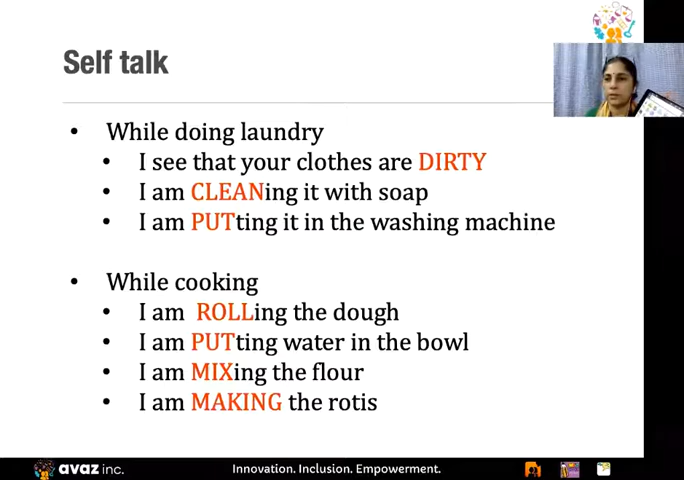 Self talk
• While doing laundry
• I see that your clothes are DIRTY
• I am CLEANing it with soap
• I am PUTting it in the washing machine
• While cooking
• I am ROLLing the dough
• I am PUTting water in the bowl
• I am MIXing the flour
• I am MAKING the rotis
avaz inc.
Innovation. Inclusion. Empowerment.